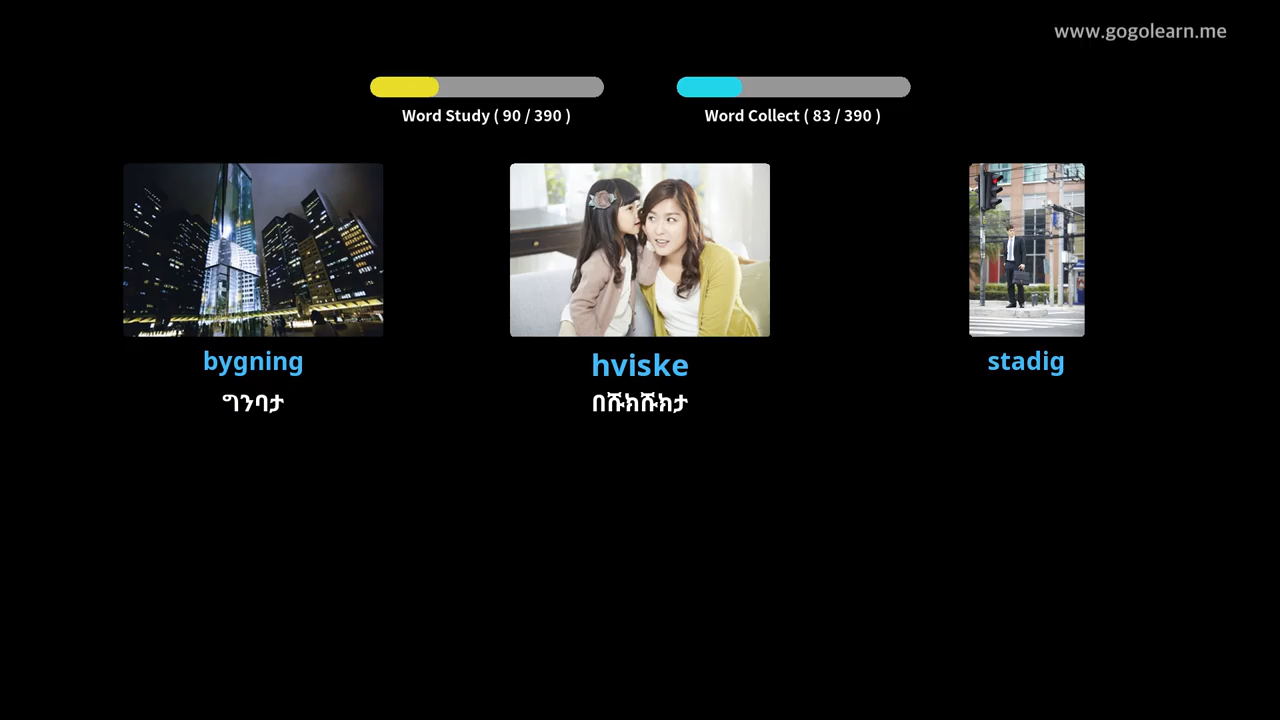 www.gogolearn.me
Word Study ( 90 / 390 )
Word Collect ( 83 / 390 )
bygning
ግንባታ
hviske
በሹክሹክታ
stadig